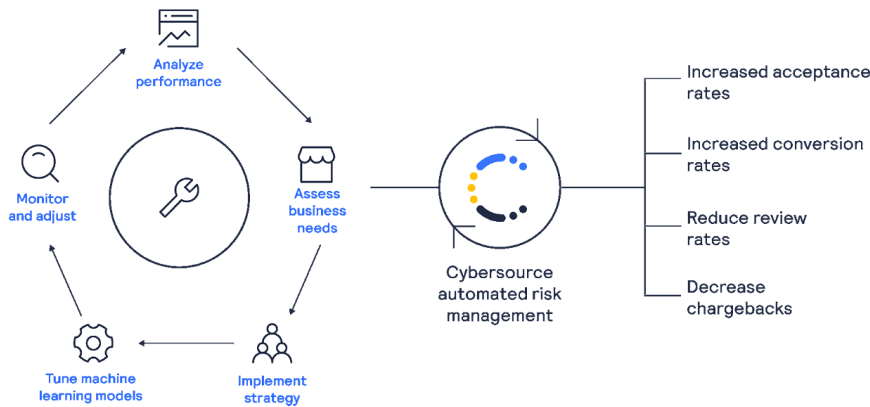 Analyze
performance
Assess
business
needs
Implement
strategy
Tune machine
learning models
Monitor
and adjust
Cybersource
automated risk
management
Increased acceptance
rates
Increased conversion
rates
Reduce review
rates
Decrease
chargebacks